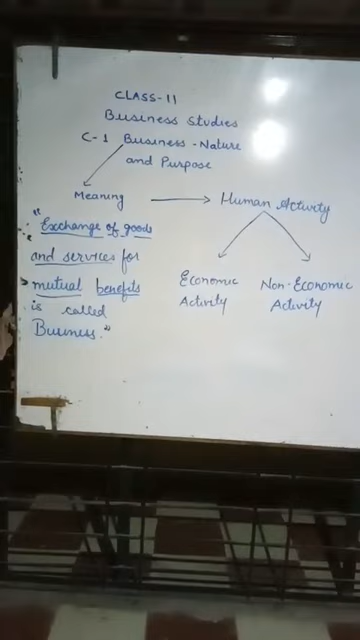 CLASS-11
Business Studies
C-1 Business-Nature
and Purpose
Meaning
Human Activity
"Exchange of goods
and services for
mutual benefits
is called
Business."
Economic
Activity
Non-Economic
Activity